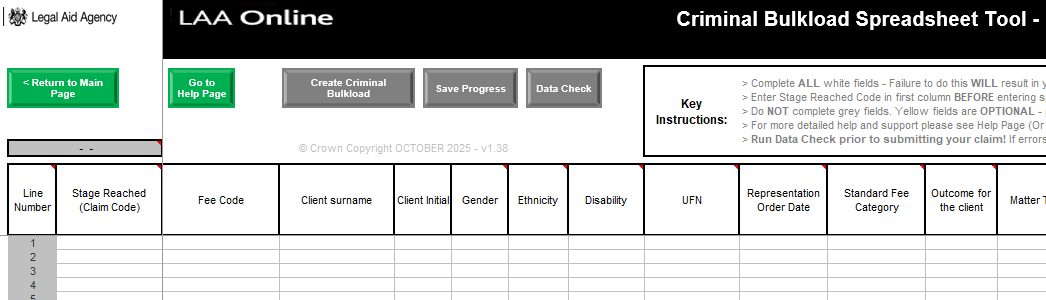 Legal Aid Agency
LAA Online
Criminal Bulkload Spreadsheet Tool -
< Return to Main
Page
Go to
Help Page
Create Criminal
Bulkload
Save Progress
Data Check
Key
Instructions:
> Complete ALL white fields - Failure to do this WILL result in y
> Enter Stage Reached Code in first column BEFORE entering s
> Do NOT complete grey fields. Yellow fields are OPTIONAL -
> For more detailed help and support please see Help Page (Or
> Run Data Check prior to submitting your claim! If errors
- -
© Crown Copyright OCTOBER 2025 - v1.38
Line
Number
Stage Reached
(Claim Code)
Fee Code
Client surname
Client Initial
Gender
Ethnicity
Disability
UFN
Representation
Order Date
Standard Fee
Category
Outcome for
the client
Matter T
1
2
3
4
5